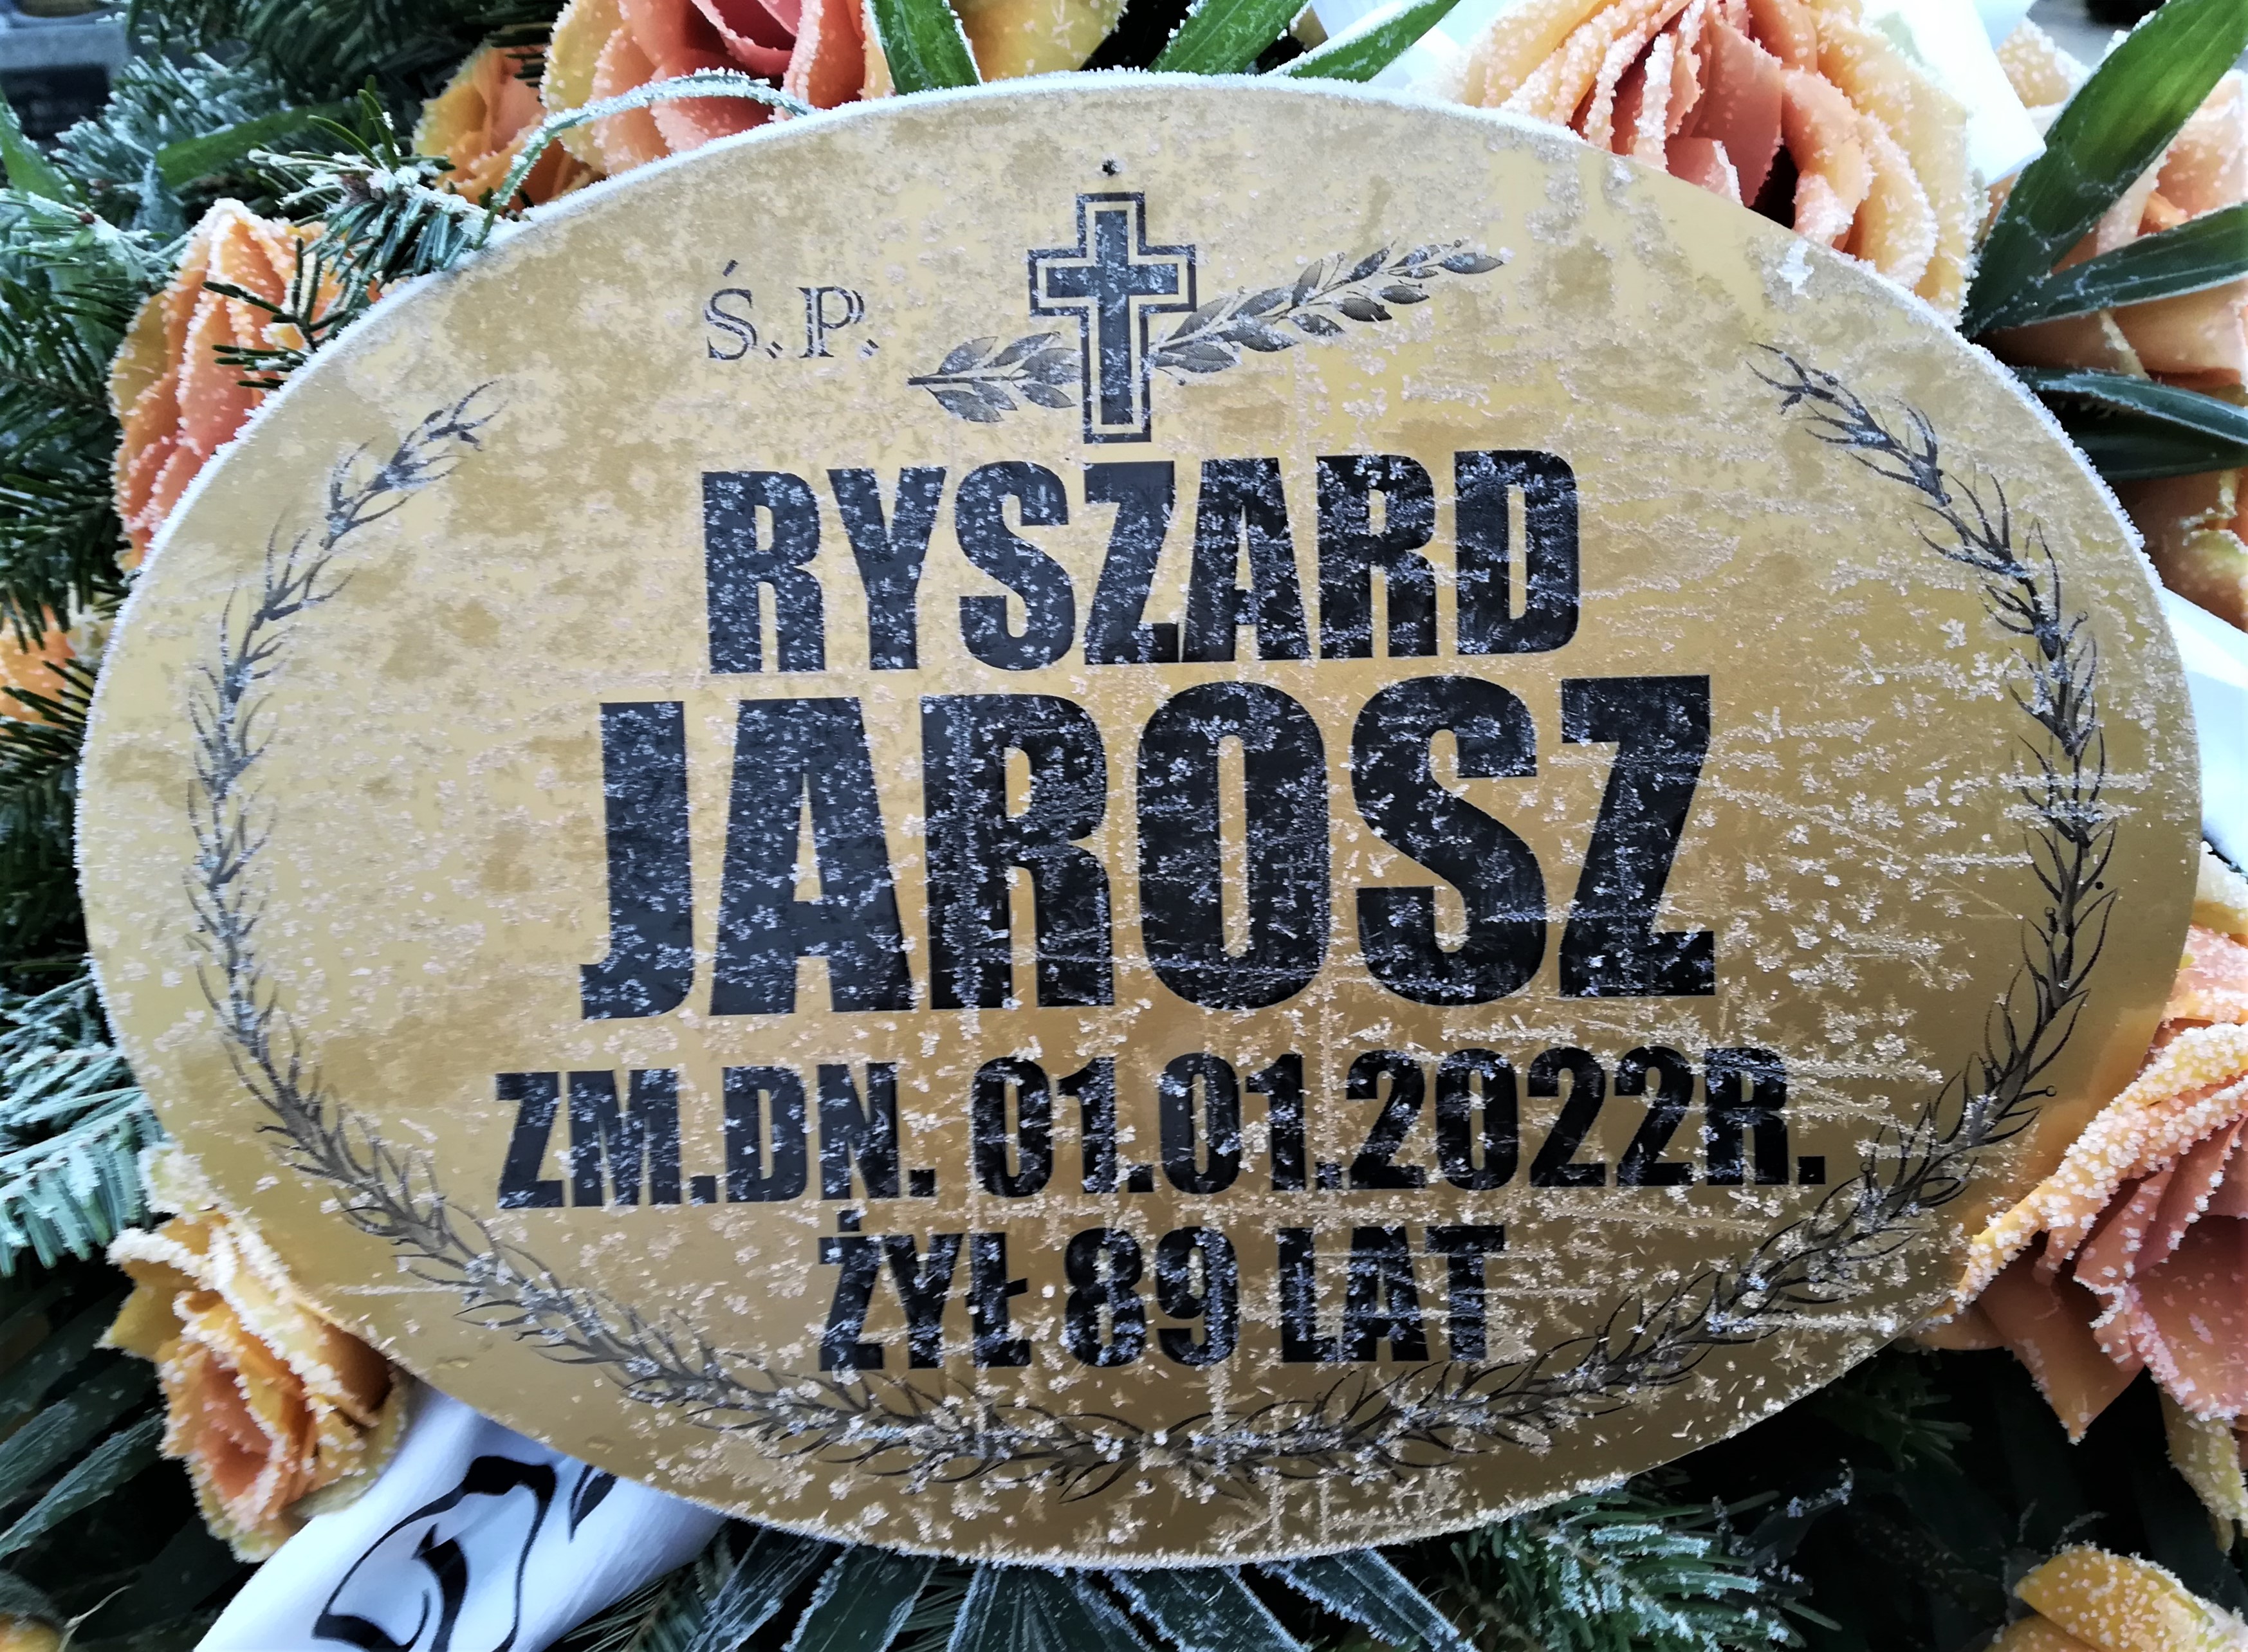 Ś.P.
RYSZARD
JAROSZ
ZM.DN. 01.01.2022R.
ŻYŁ 89 LAT